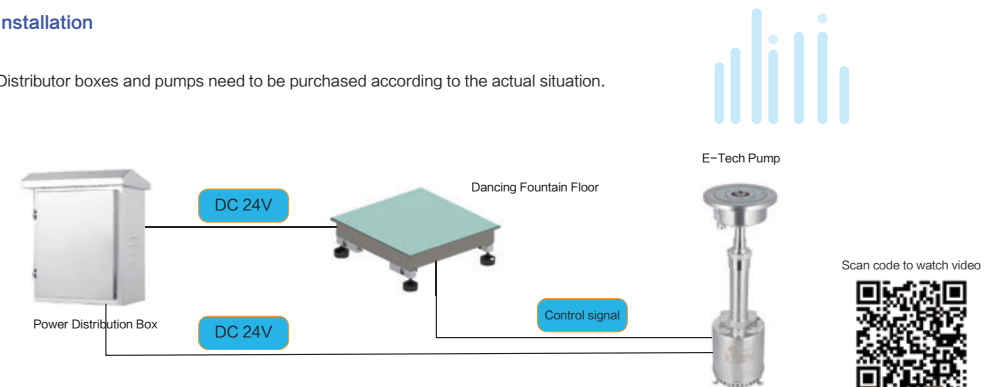 nstallation
Distributor boxes and pumps need to be purchased according to the actual situation.
E-Tech Pump
Dancing Fountain Floor
DC 24V
Scan code to watch video
Control signal
Power Distribution Box
DC 24V